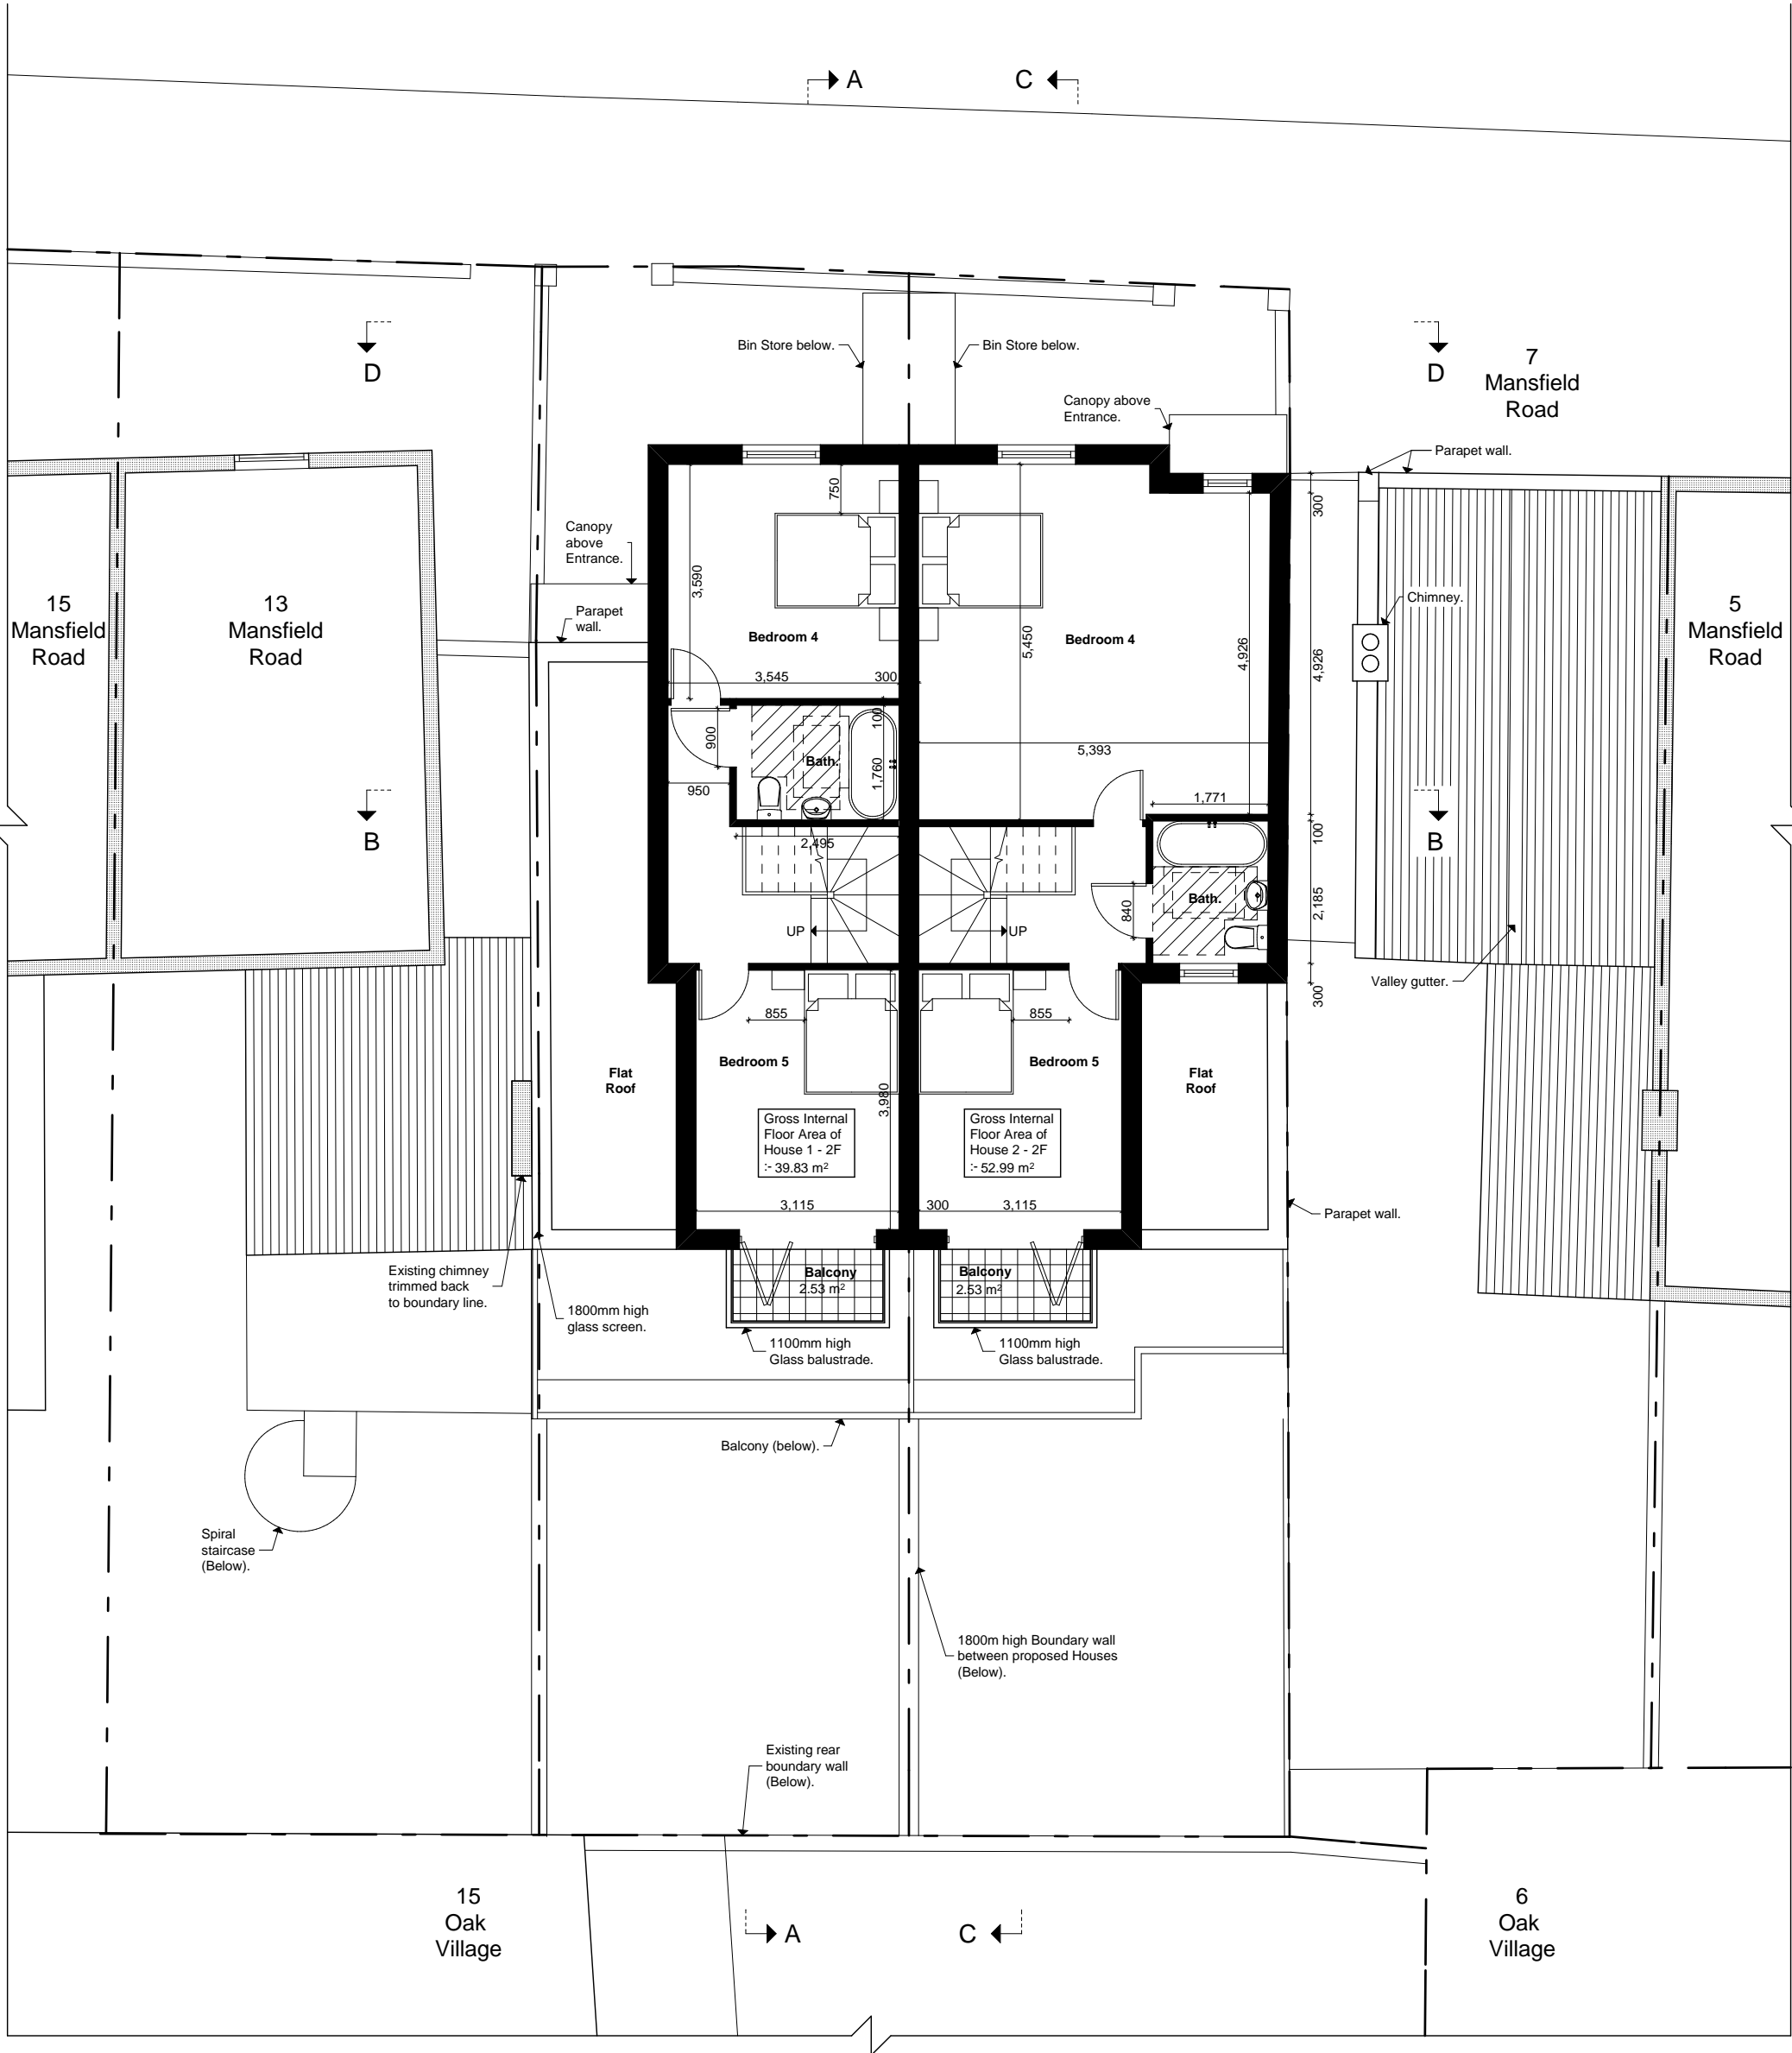 A
C
D
D
Bin Store below.
Bin Store below.
7
Mansfield
Road
Canopy above
Entrance.
Parapet wall.
750
300
Canopy
above
Entrance.
3,590
15
Mansfield
Road
13
Mansfield
Road
Parapet
wall.
Bedroom 4
5,450
Bedroom 4
4,926
4,926
Chimney.
5
Mansfield
Road
3,545
300
100
900
Bath.
1,760
950
5,393
1,771
B
2,495
100
B
840
Bath.
2,185
UP
UP
Valley gutter.
300
855
855
Bedroom 5
Bedroom 5
Flat
Roof
Flat
Roof
3,980
Gross Internal
Floor Area of
House 1 - 2F
:- 39.83 m²
Gross Internal
Floor Area of
House 2 - 2F
:- 52.99 m²
3,115
300
3,115
Parapet wall.
Existing chimney
trimmed back
to boundary line.
Balcony
2.53 m²
Balcony
2.53 m²
1800mm high
glass screen.
1100mm high
Glass balustrade.
1100mm high
Glass balustrade.
Balcony (below).
Spiral
staircase
(Below).
1800m high Boundary wall
between proposed Houses
(Below).
Existing rear
boundary wall
(Below).
15
Oak
Village
A
C
6
Oak
Village